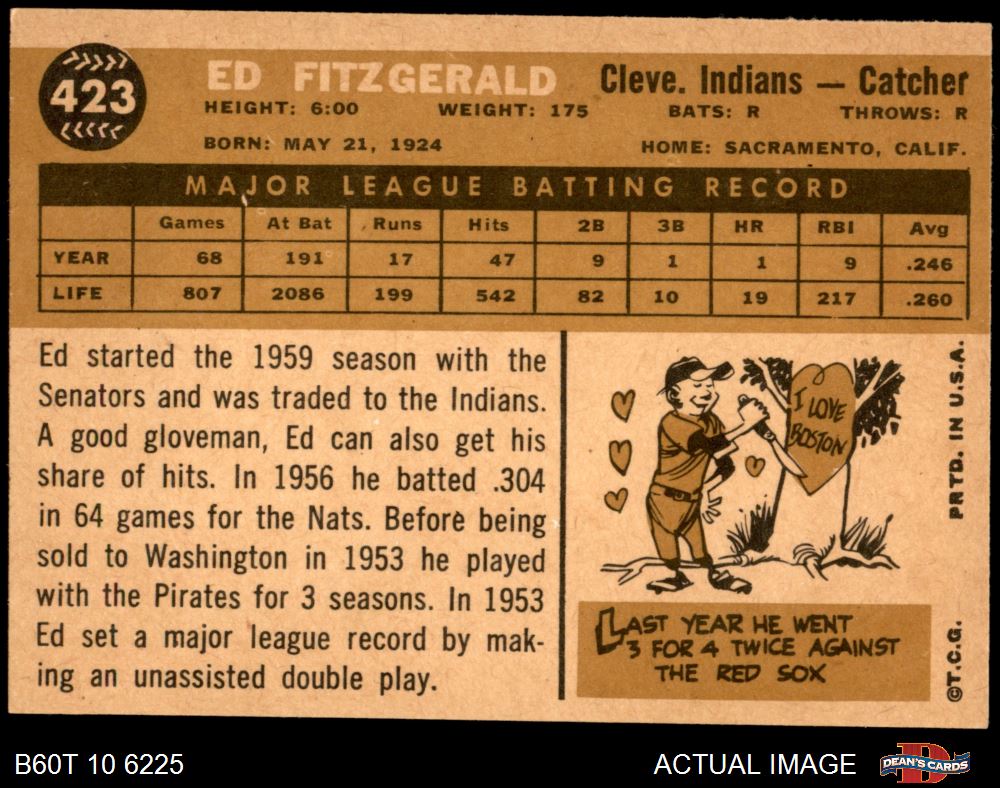 423
ED FITZGERALD Cleve. Indians — Catcher
HEIGHT: 6:00 WEIGHT: 175 BATS: R THROWS: R
BORN: MAY 21, 1924 HOME: SACRAMENTO, CALIF.
MAJOR LEAGUE BATTING RECORD
Games At Bat Runs Hits 2B 3B HR RBI Avg
YEAR 68 191 17 47 9 1 1 9 .246
LIFE 807 2086 199 542 82 10 19 217 .260
Ed started the 1959 season with the
Senators and was traded to the Indians.
A good gloveman, Ed can also get his
share of hits. In 1956 he batted .304
in 64 games for the Nats. Before being
sold to Washington in 1953 he played
with the Pirates for 3 seasons. In 1953
Ed set a major league record by mak-
ing an unassisted double play.
I LOVE
BOSTON
LAST YEAR HE WENT
3 FOR 4 TWICE AGAINST
THE RED SOX
PRTD. IN U.S.A.
©T.C.G.
B60T 10 6225 ACTUAL IMAGE
DEAN'S CARDS